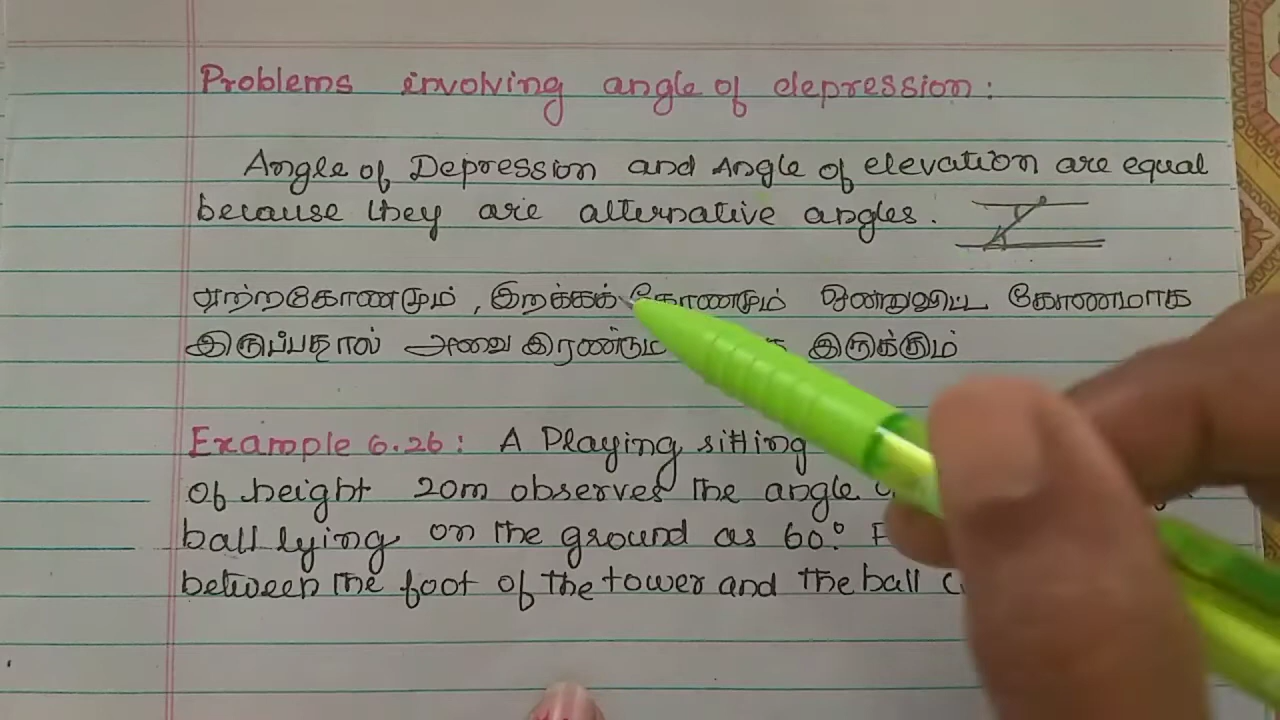 Problems involving angle of depression:
Angle of Depression and Angle of elevation are equal
because they are alternative angles.
ஏற்றகோணமும், இறக்கக் கோணமும் ஒன்றுவிட்ட கோணமாக
இருப்பதால் அவை இரண்டும் இருக்கும்
Example 6.26: A Playing sitting
Of height 20m observes the angle
ball lying on the ground as 60°.
between the foot of the tower and the ball